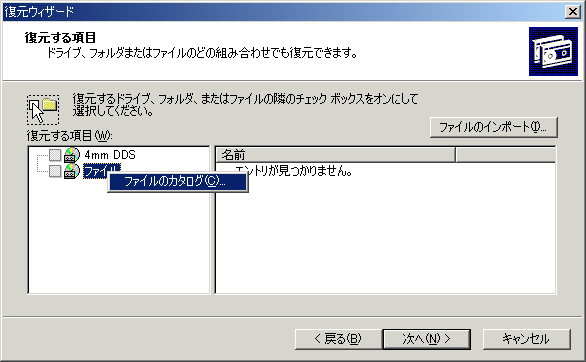 復元ウィザード
復元する項目
ドライブ、フォルダまたはファイルのどの組み合わせでも復元できます。
復元するドライブ、フォルダ、またはファイルの隣のチェック ボックスをオンにして
選択してください。
ファイルのインポート(I)...
復元する項目(W):
4mm DDS
ファイル
ファイルのカタログ(C)...
名前
エントリが見つかりません。
< 戻る(B)
次へ(N) >
キャンセル